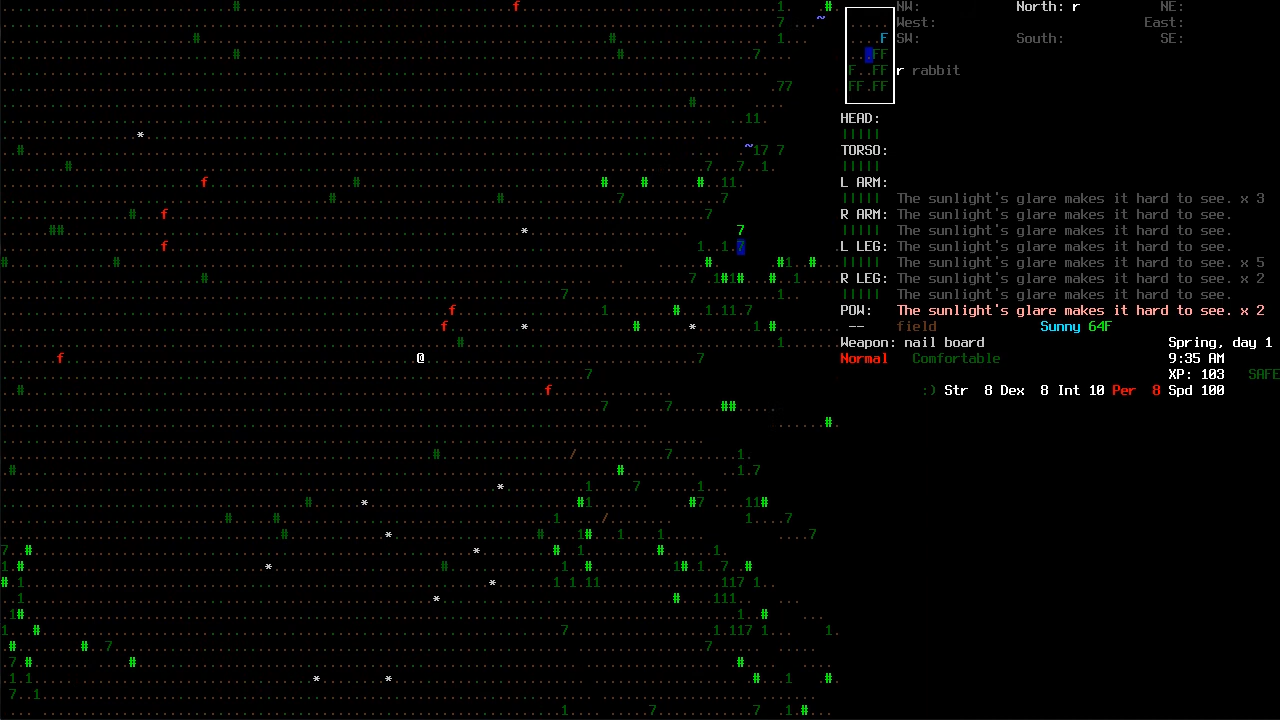 NW: North: r NE:
West: East:
SW: South: SE:
r rabbit
HEAD:
TORSO:
L ARM:
The sunlight's glare makes it hard to see. x 3
R ARM: The sunlight's glare makes it hard to see.
The sunlight's glare makes it hard to see.
L LEG: The sunlight's glare makes it hard to see.
The sunlight's glare makes it hard to see. x 5
R LEG: The sunlight's glare makes it hard to see. x 2
The sunlight's glare makes it hard to see.
POW: The sunlight's glare makes it hard to see. x 2
-- field Sunny 64F
Weapon: nail board Spring, day 1
Normal Comfortable 9:35 AM
XP: 103 SAFE
:) Str 8 Dex 8 Int 10 Per 8 Spd 100